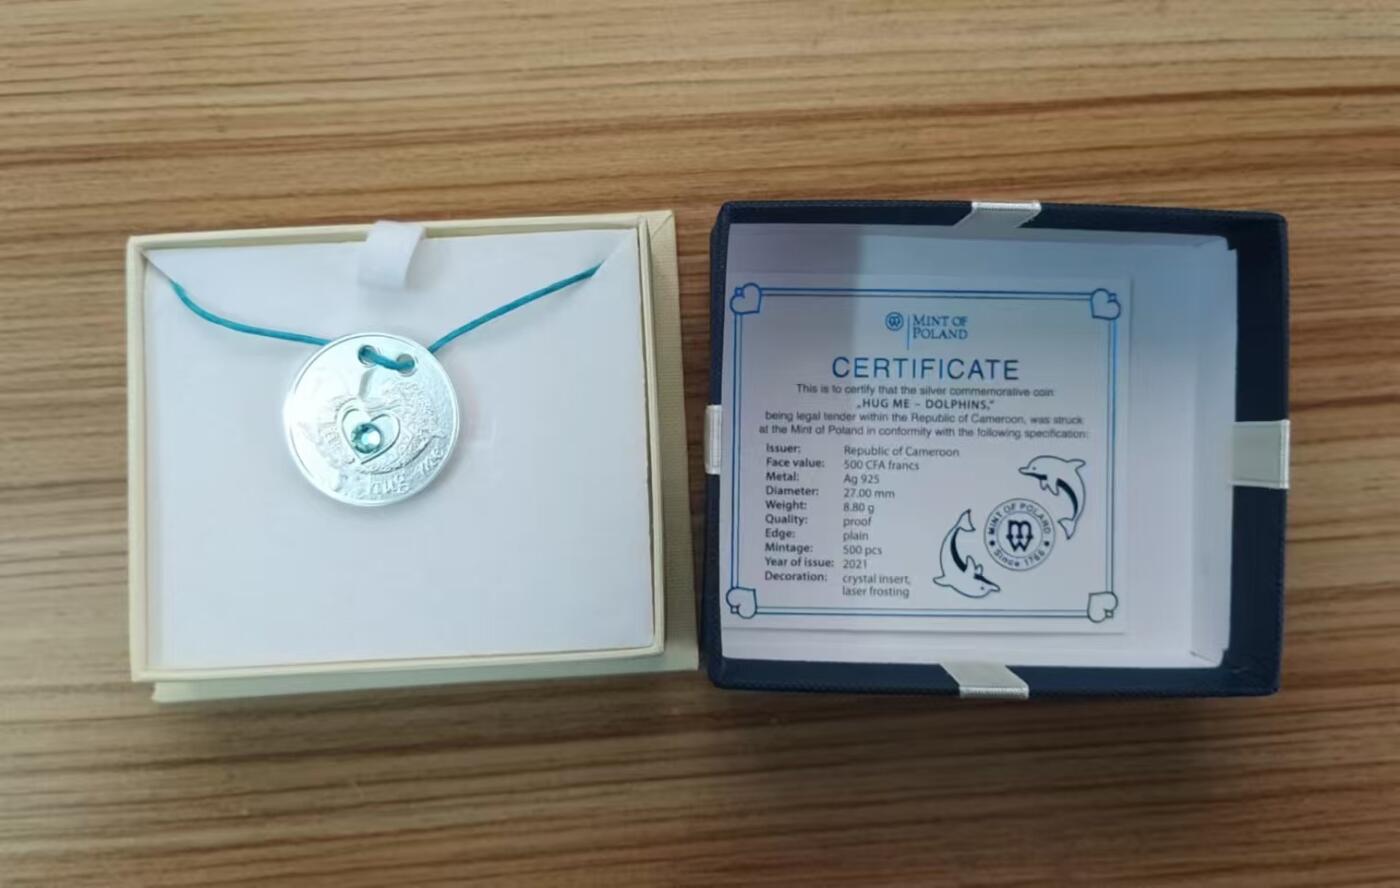 hug me
MINT OF
POLAND
CERTIFICATE
This is to certify that the silver commemorative coin:
„HUG ME – DOLPHINS,“
being legal tender within the Republic of Cameroon, was struck
at the Mint of Poland in conformity with the following specification:
Issuer: Republic of Cameroon
Face value: 500 CFA francs
Metal: Ag 925
Diameter: 27.00 mm
Weight: 8.80 g
Quality: proof
Edge: plain
Mintage: 500 pcs
Year of issue: 2021
Decoration: crystal insert,
laser frosting
MINT OF POLAND
Since 1766